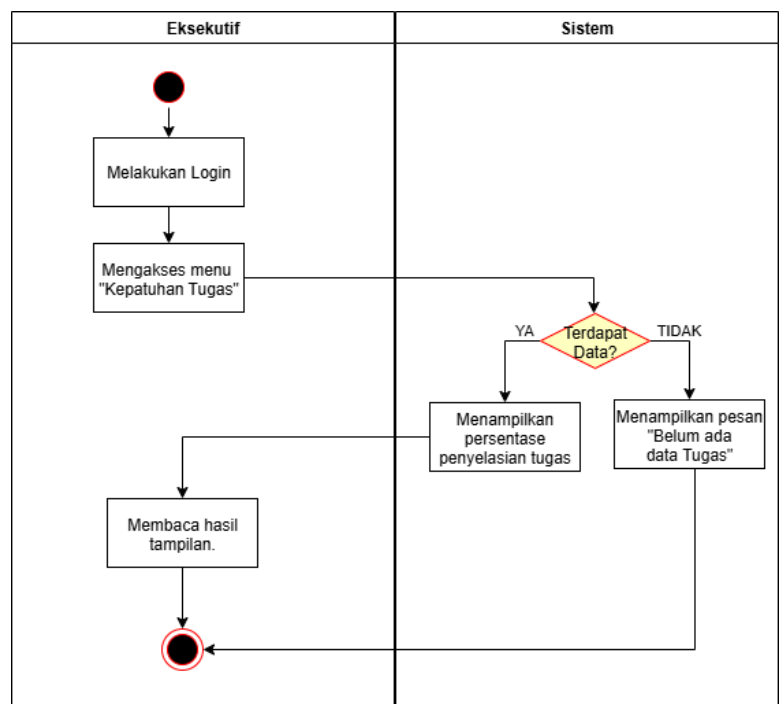 Eksekutif
Sistem
Melakukan Login
Mengakses menu
"Kepatuhan Tugas"
YA
Terdapat
Data?
TIDAK
Menampilkan
persentase
penyelasian tugas
Menampilkan pesan
"Belum ada
data Tugas"
Membaca hasil
tampilan.